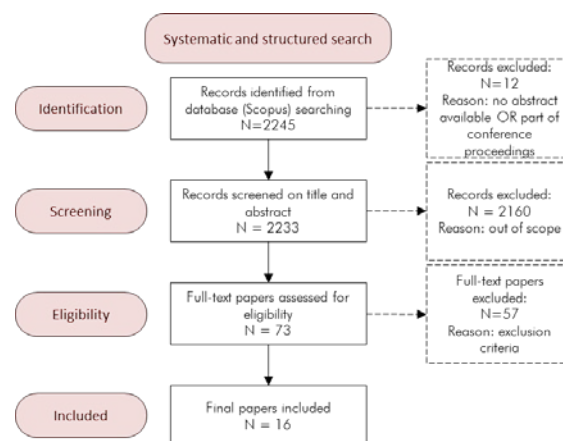 Systematic and structured search
Identification
Records identified from
database (Scopus) searching
N=2245
Records excluded:
N=12
Reason: no abstract
available OR part of
conference
proceedings
Screening
Records screened on title and
abstract
N = 2233
Records excluded:
N = 2160
Reason: out of scope
Eligibility
Full-text papers assessed for
eligibility
N = 73
Full-text papers
excluded:
N=57
Reason: exclusion
criteria
Included
Final papers included
N = 16